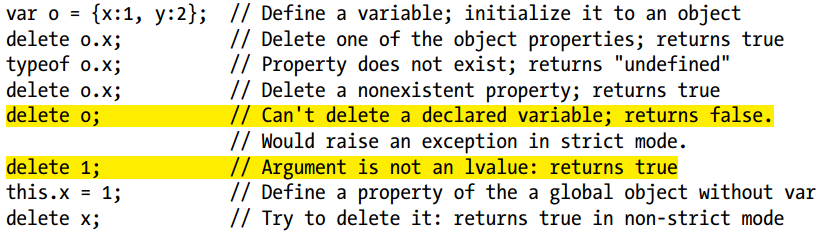 var o = {x:1, y:2};  // Define a variable; initialize it to an object
delete o.x;          // Delete one of the object properties; returns true
typeof o.x;          // Property does not exist; returns "undefined"
delete o.x;          // Delete a nonexistent property; returns true
delete o;            // Can't delete a declared variable; returns false.
                     // Would raise an exception in strict mode.
delete 1;            // Argument is not an lvalue: returns true
this.x = 1;          // Define a property of the a global object without var
delete x;            // Try to delete it: returns true in non-strict mode